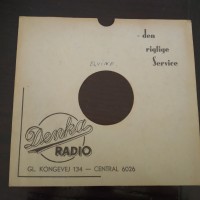 - den
rigtige
Service
Denka
RADIO
GL. KONGEVEJ 134 — CENTRAL 6026